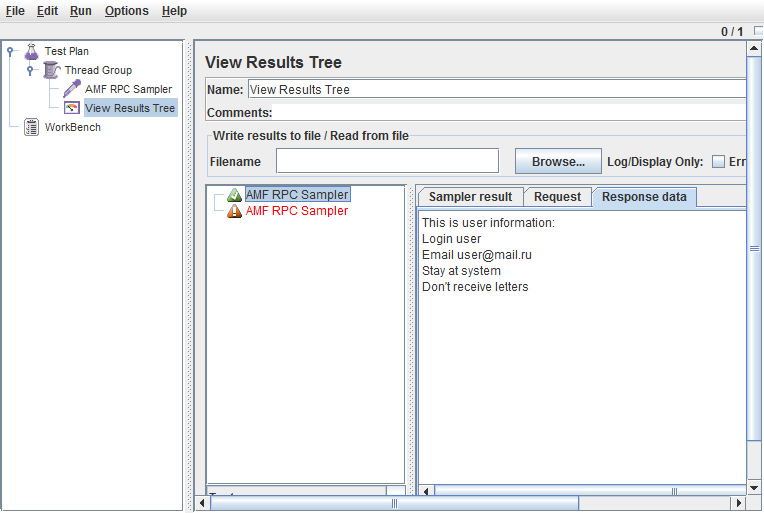 File Edit Run Options Help
0 / 1
Test Plan
Thread Group
AMF RPC Sampler
View Results Tree
WorkBench
View Results Tree
Name: View Results Tree
Comments:
Write results to file / Read from file
Filename Browse... Log/Display Only: Err
AMF RPC Sampler
AMF RPC Sampler
Sampler result Request Response data
This is user information:
Login user
Email user@mail.ru
Stay at system
Don't receive letters